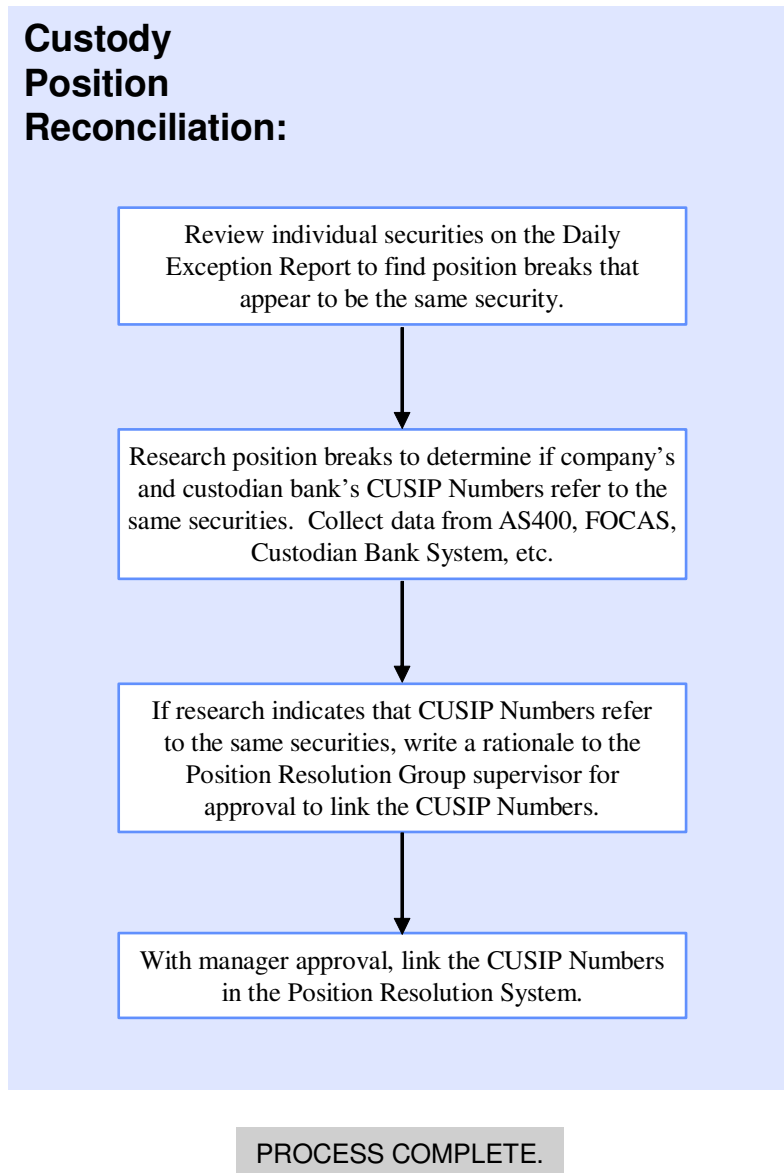 Custody
Position
Reconciliation:
Review individual securities on the Daily
Exception Report to find position breaks that
appear to be the same security.
Research position breaks to determine if company’s
and custodian bank’s CUSIP Numbers refer to the
same securities.  Collect data from AS400, FOCAS,
Custodian Bank System, etc.
If research indicates that CUSIP Numbers refer
to the same securities, write a rationale to the
Position Resolution Group supervisor for
approval to link the CUSIP Numbers.
With manager approval, link the CUSIP Numbers
in the Position Resolution System.
PROCESS COMPLETE.